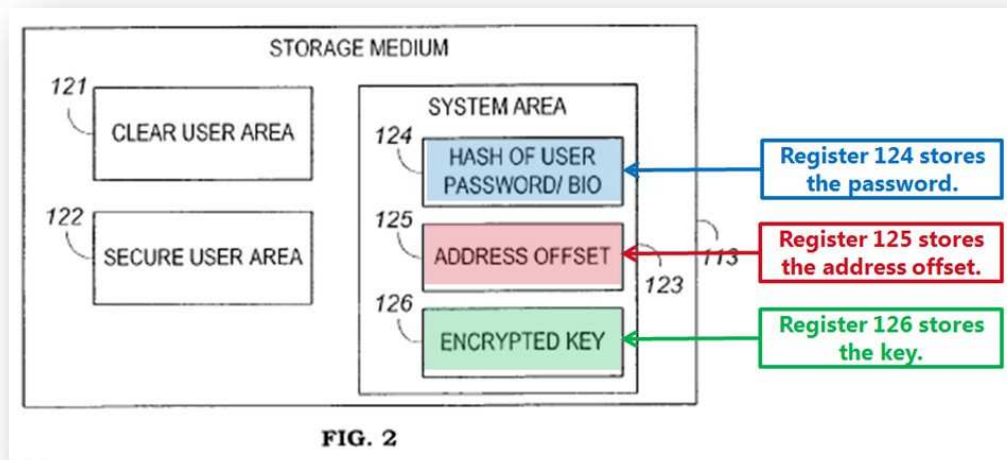 STORAGE MEDIUM
121
CLEAR USER AREA
122
SECURE USER AREA
SYSTEM AREA
124
HASH OF USER
PASSWORD/ BIO
125
ADDRESS OFFSET
123
113
126
ENCRYPTED KEY
Register 124 stores
the password.
Register 125 stores
the address offset.
Register 126 stores
the key.
FIG. 2